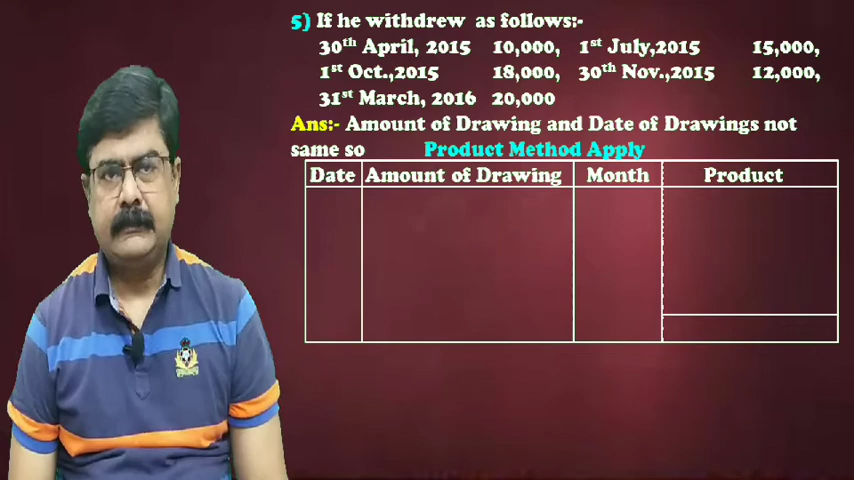 5) If he withdrew as follows:-
30th April, 2015 10,000, 1st July,2015 15,000,
1st Oct.,2015 18,000, 30th Nov.,2015 12,000,
31st March, 2016 20,000
Ans:- Amount of Drawing and Date of Drawings not
same so Product Method Apply
Date Amount of Drawing Month Product